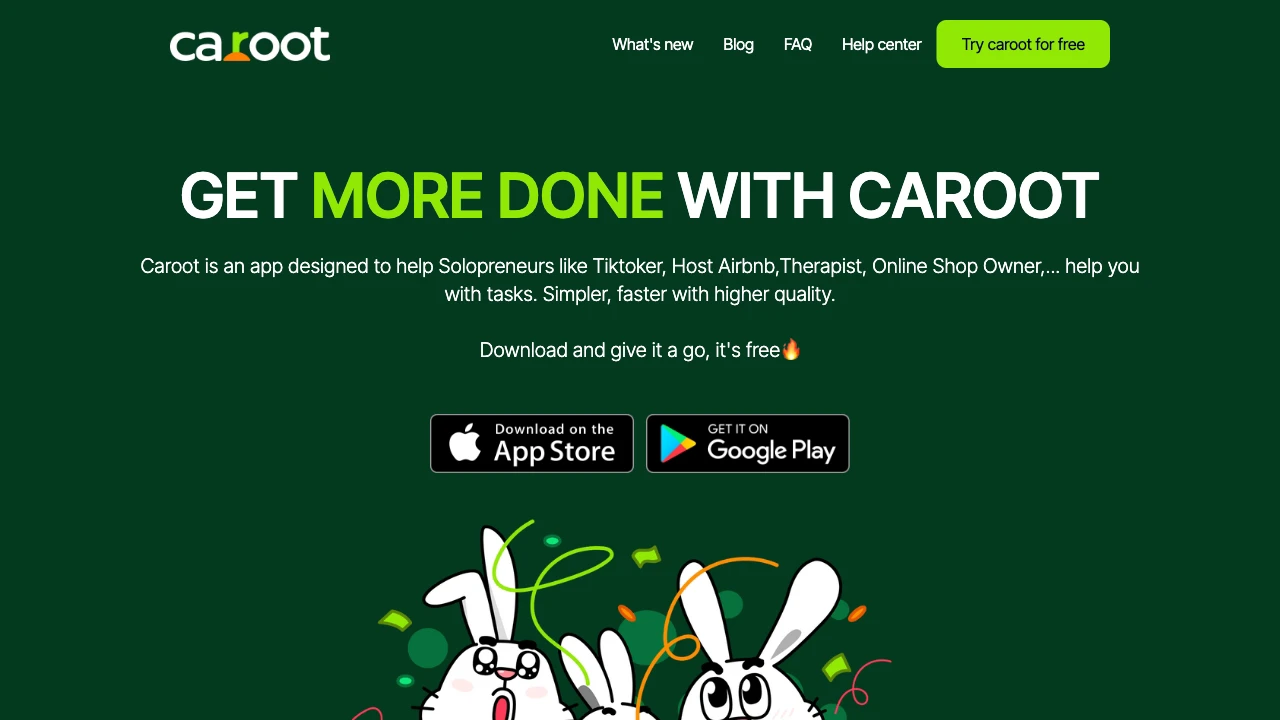 caroot
What's new
Blog
FAQ
Help center
Try caroot for free
GET MORE DONE WITH CAROOT
Caroot is an app designed to help Solopreneurs like Tiktoker, Host Airbnb,Therapist, Online Shop Owner,... help you
with tasks. Simpler, faster with higher quality.
Download and give it a go, it's free🔥
Download on the
App Store
GET IT ON
Google Play